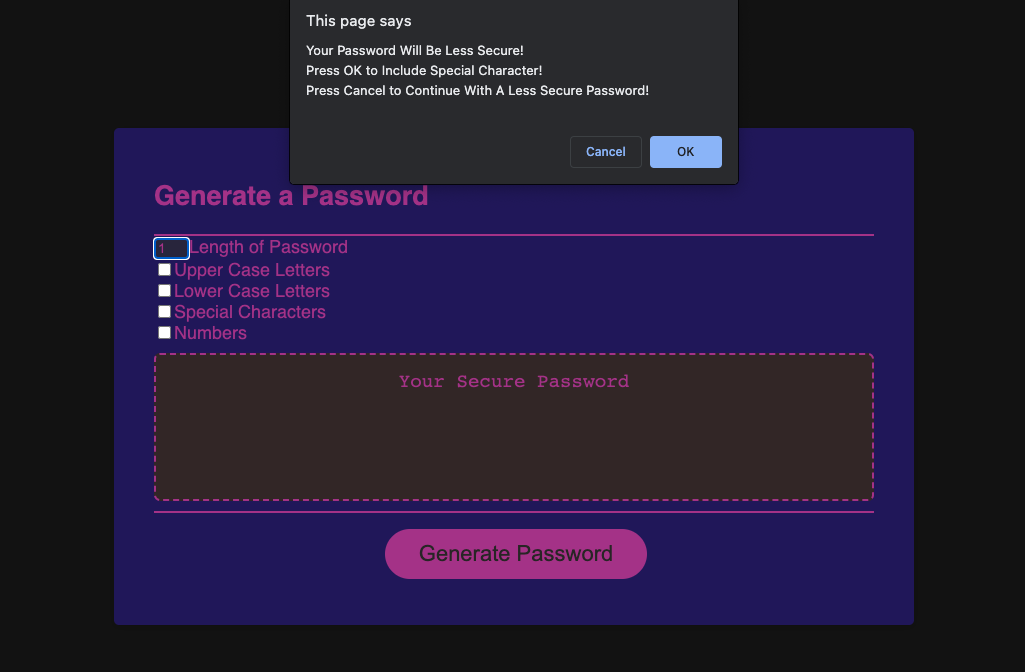 This page says
Your Password Will Be Less Secure!
Press OK to Include Special Character!
Press Cancel to Continue With A Less Secure Password!
Cancel
OK
Generate a Password
1 Length of Password
Upper Case Letters
Lower Case Letters
Special Characters
Numbers
Your Secure Password
Generate Password